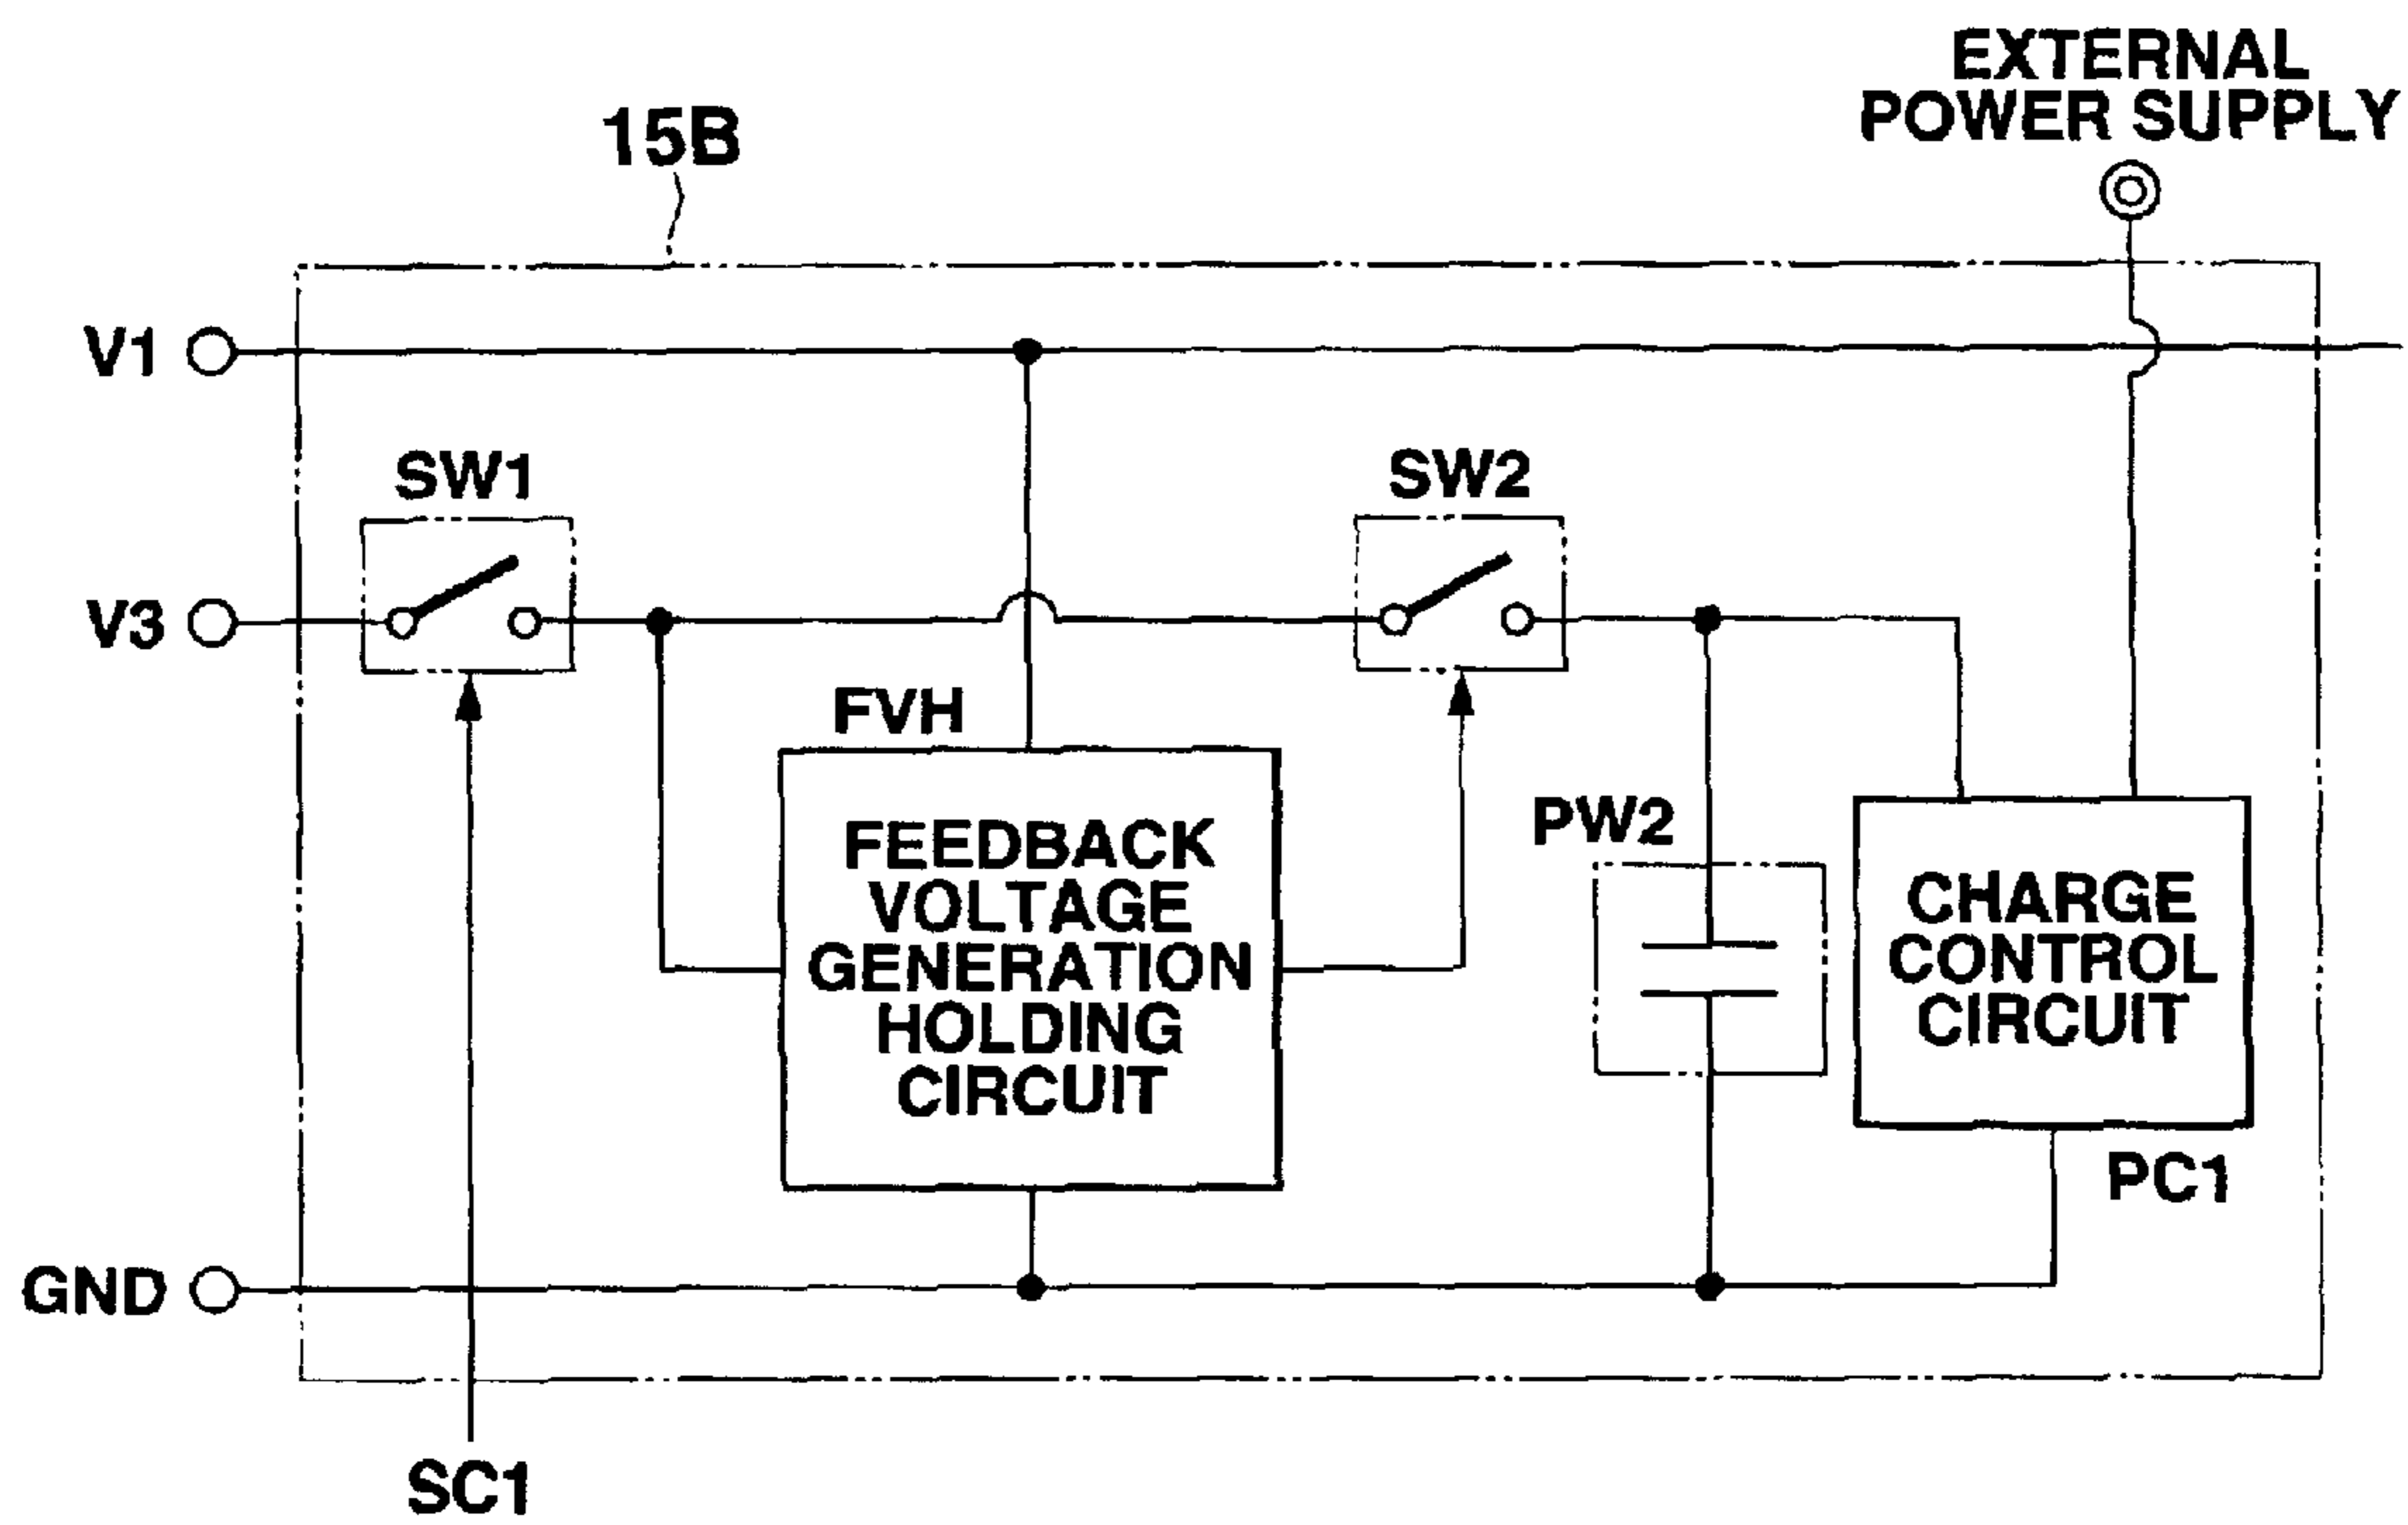 EXTERNAL
POWER SUPPLY
15B
V1
SW1
SW2
V3
FVH
FEEDBACK
VOLTAGE
GENERATION
HOLDING
CIRCUIT
PW2
CHARGE
CONTROL
CIRCUIT
PC1
GND
SC1